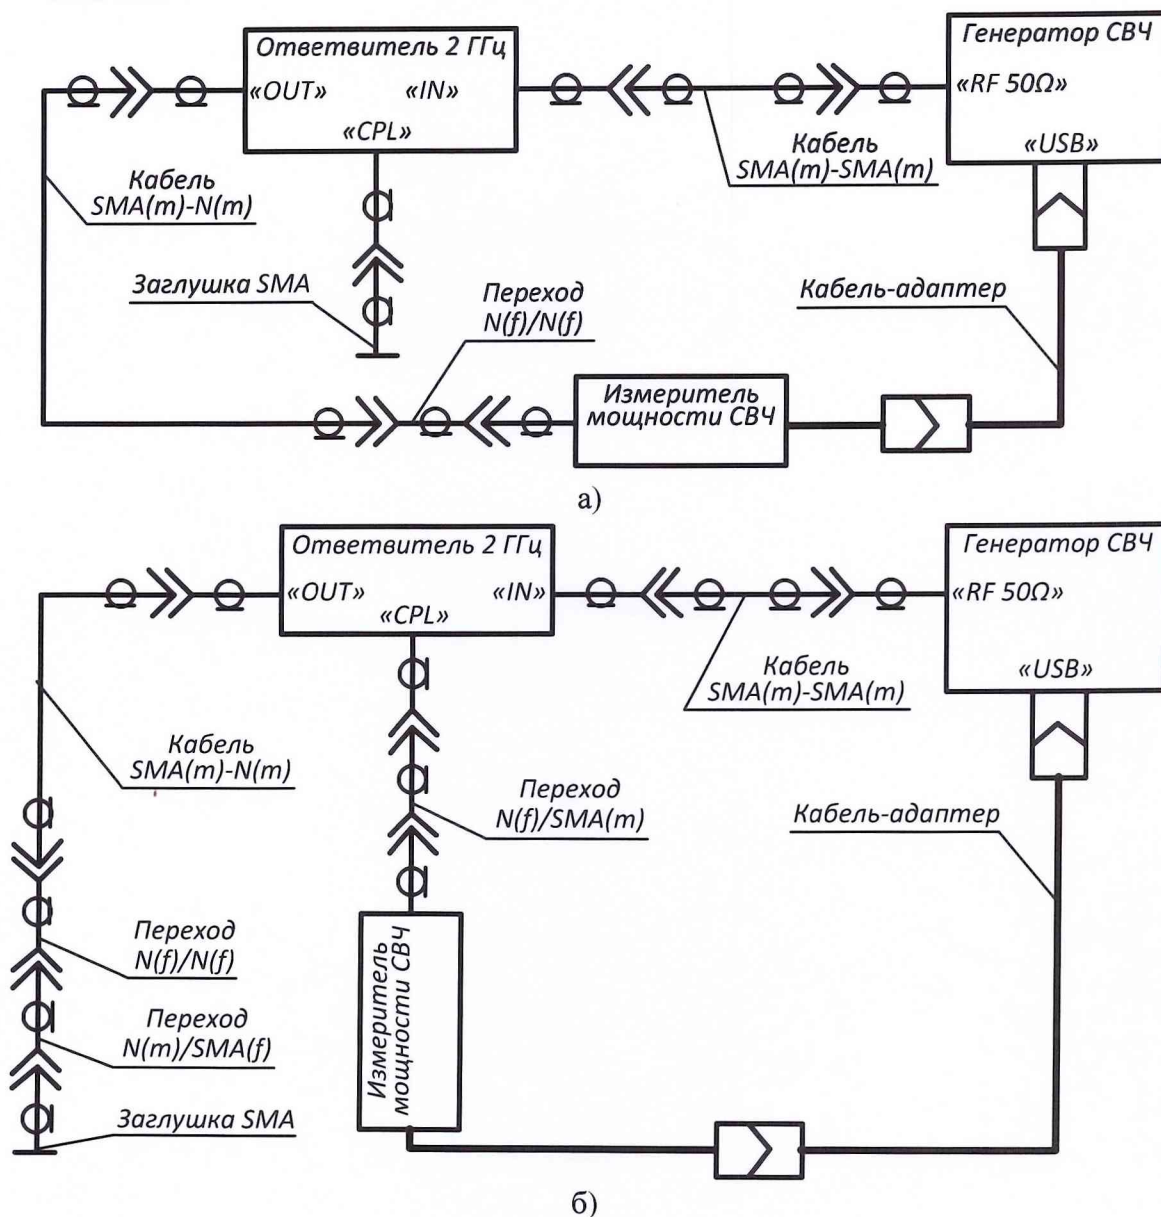 Ответвитель 2 ГГц
«OUT»
«IN»
«CPL»
Генератор СВЧ
«RF 50Ω»
«USB»
Кабель
SMA(m)-N(m)
Кабель
SMA(m)-SMA(m)
Заглушка SMA
Переход
N(f)/N(f)
Кабель-адаптер
Измеритель
мощности СВЧ
а)
Ответвитель 2 ГГц
«OUT»
«IN»
«CPL»
Генератор СВЧ
«RF 50Ω»
«USB»
Кабель
SMA(m)-SMA(m)
Кабель
SMA(m)-N(m)
Переход
N(f)/SMA(m)
Кабель-адаптер
Переход
N(f)/N(f)
Измеритель
мощности СВЧ
Переход
N(m)/SMA(f)
Заглушка SMA
б)